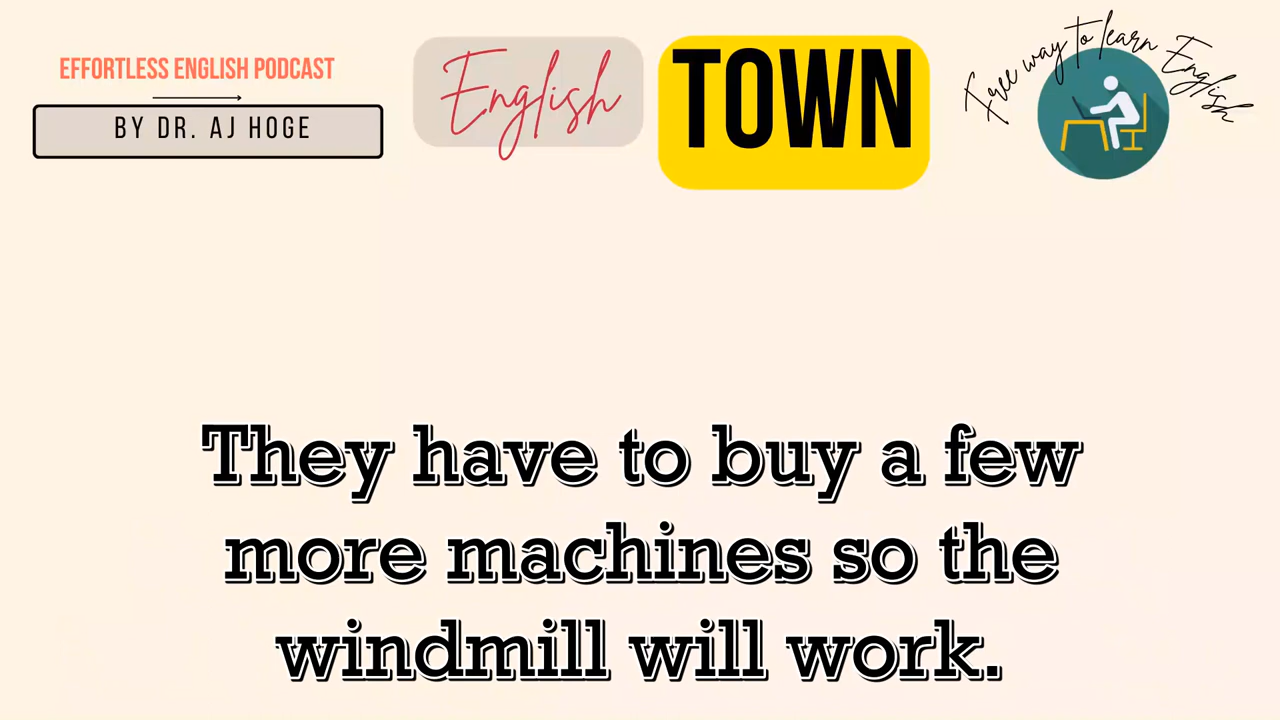 EFFORTLESS ENGLISH PODCAST
BY DR. AJ HOGE
English
TOWN
Free way to learn English
They have to buy a few
more machines so the
windmill will work.